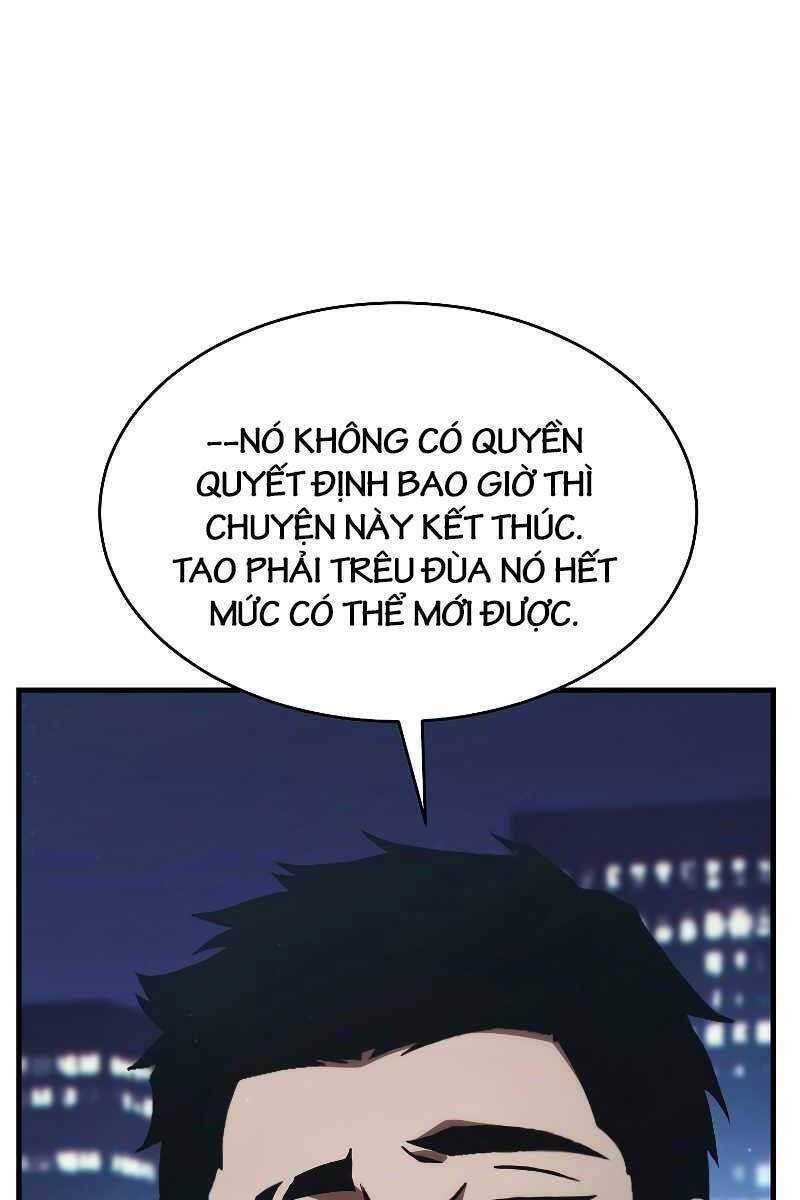 --NÓ KHÔNG CÓ QUYỀN
QUYẾT ĐỊNH BAO GIỜ THÌ
CHUYỆN NÀY KẾT THÚC.
TAO PHẢI TRÊU ĐÙA NÓ HẾT
MỨC CÓ THỂ MỚI ĐƯỢC.